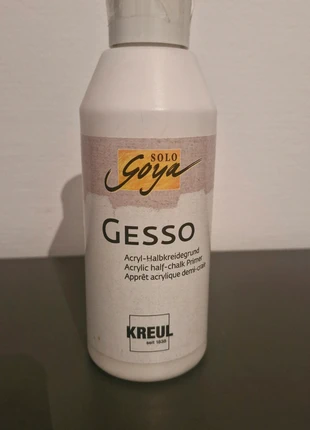 SOLO
Goya
GESSO
Acryl-Halbkreidegrund
Acrylic half-chalk Primer
Apprêt acrylique demi-craie
KREUL
seit 1838